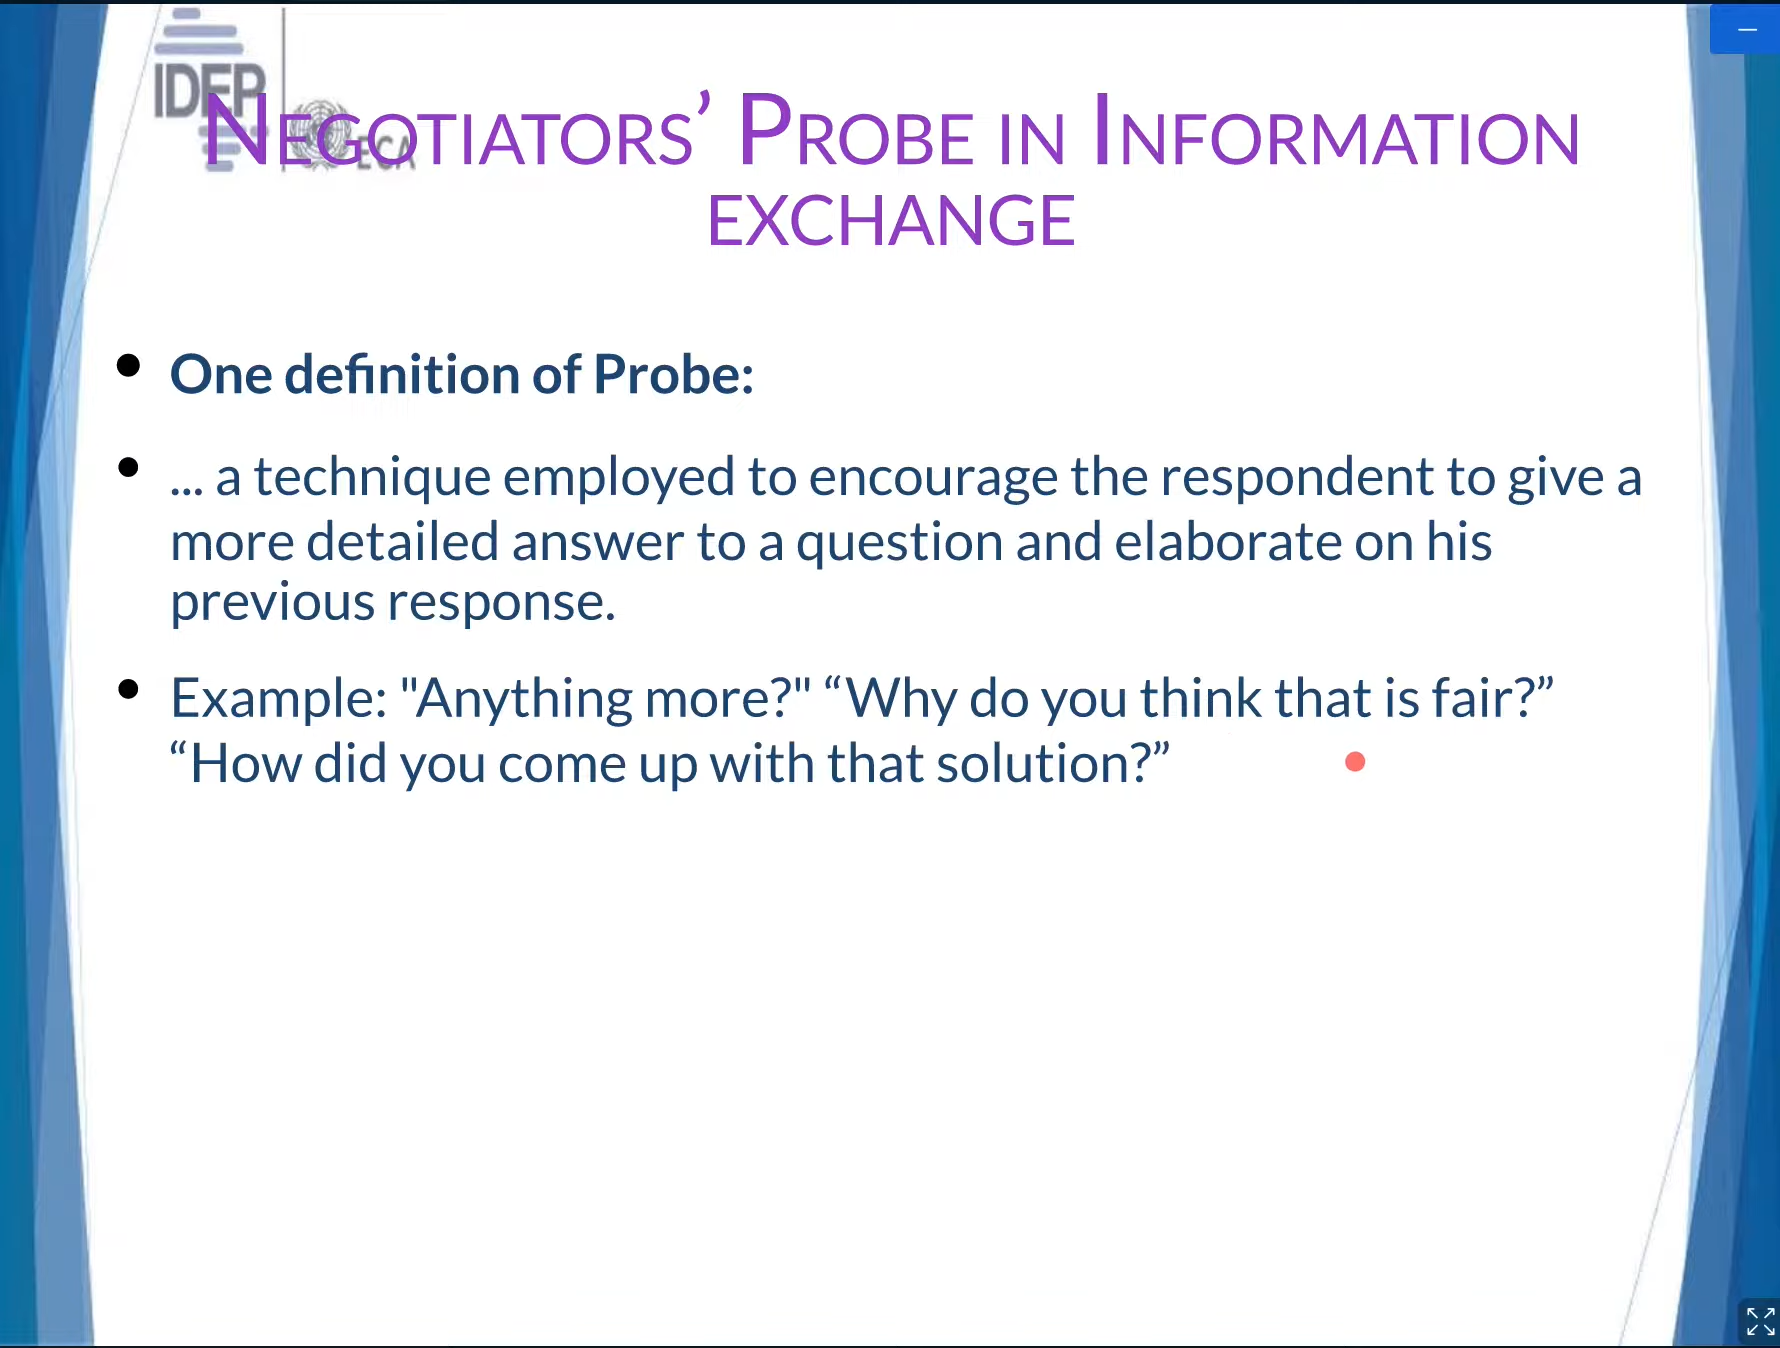 IDEP
ECA
Negotiators’ Probe in Information
exchange
• One definition of Probe:
• ... a technique employed to encourage the respondent to give a
more detailed answer to a question and elaborate on his
previous response.
• Example: "Anything more?" “Why do you think that is fair?”
“How did you come up with that solution?”